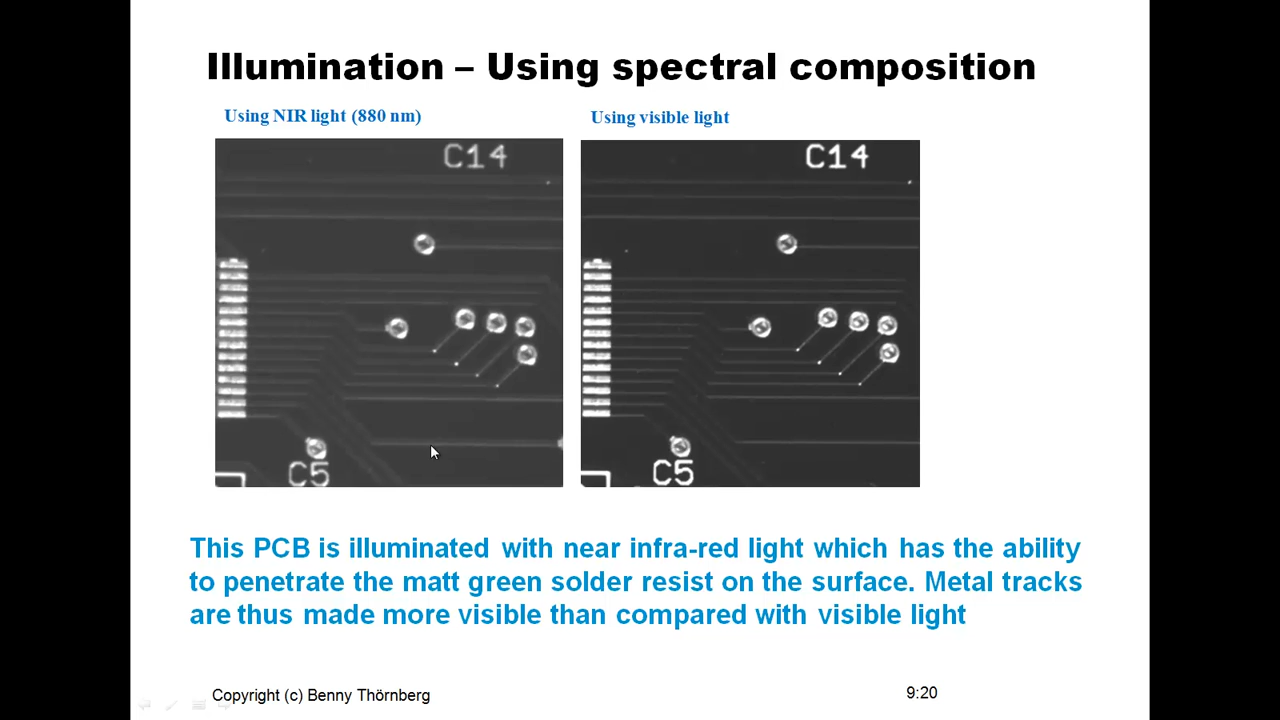 Illumination – Using spectral composition
Using NIR light (880 nm)
Using visible light
C14
C14
C5
C5
This PCB is illuminated with near infra-red light which has the ability
to penetrate the matt green solder resist on the surface. Metal tracks
are thus made more visible than compared with visible light
Copyright (c) Benny Thörnberg
9:20